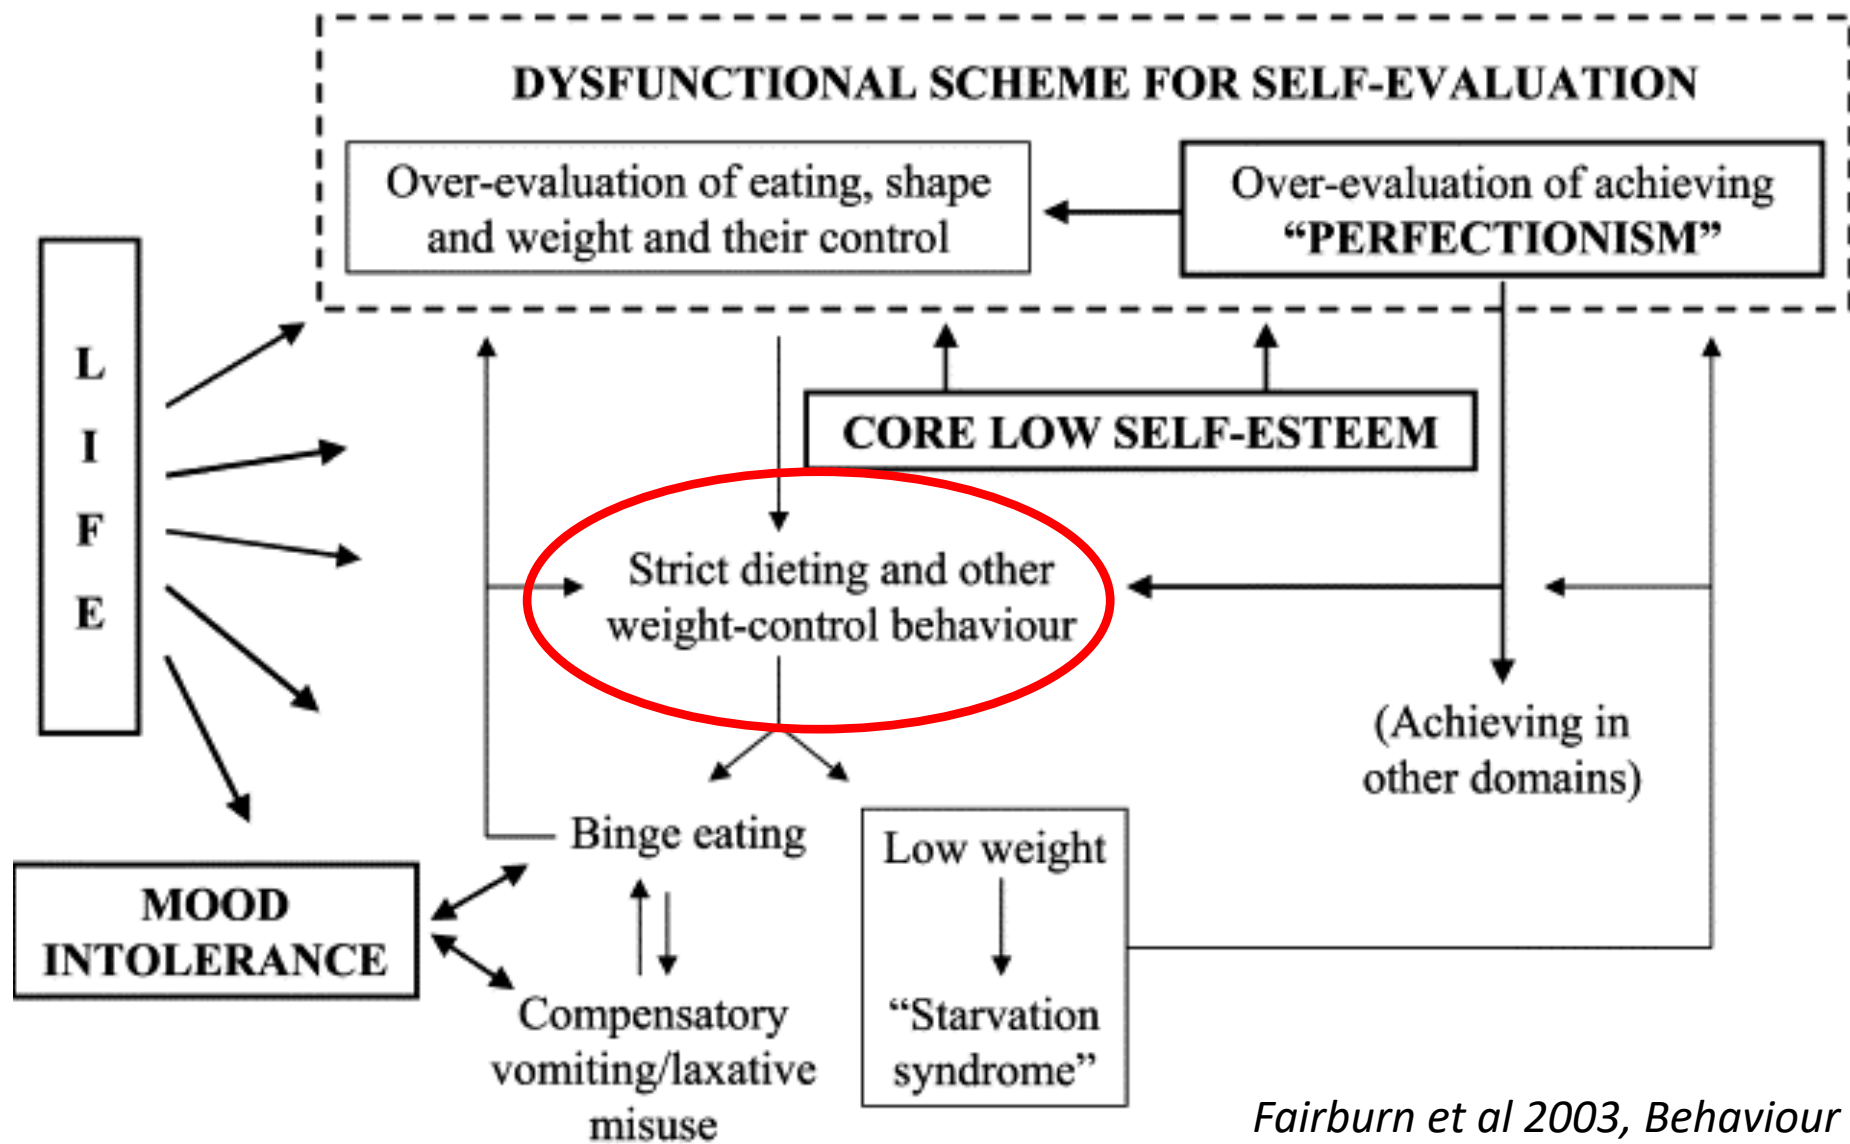 DYSFUNCTIONAL SCHEME FOR SELF-EVALUATION
Over-evaluation of eating, shape
and weight and their control
Over-evaluation of achieving
“PERFECTIONISM”
L
I
F
E
CORE LOW SELF-ESTEEM
Strict dieting and other
weight-control behaviour
(Achieving in
other domains)
Binge eating
Low weight
MOOD
INTOLERANCE
Compensatory
vomiting/laxative
misuse
“Starvation
syndrome”
Fairburn et al 2003, Behaviour